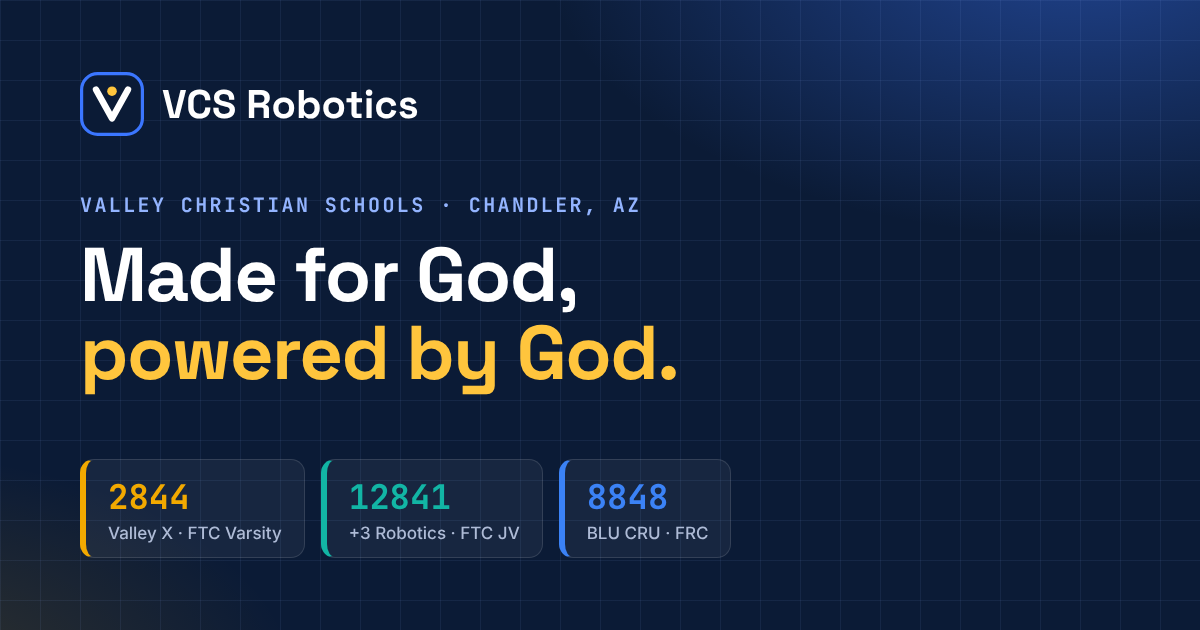 VCS Robotics
VALLEY CHRISTIAN SCHOOLS · CHANDLER, AZ
Made for God,
powered by God.
2844
Valley X · FTC Varsity
12841
+3 Robotics · FTC JV
8848
BLU CRU · FRC